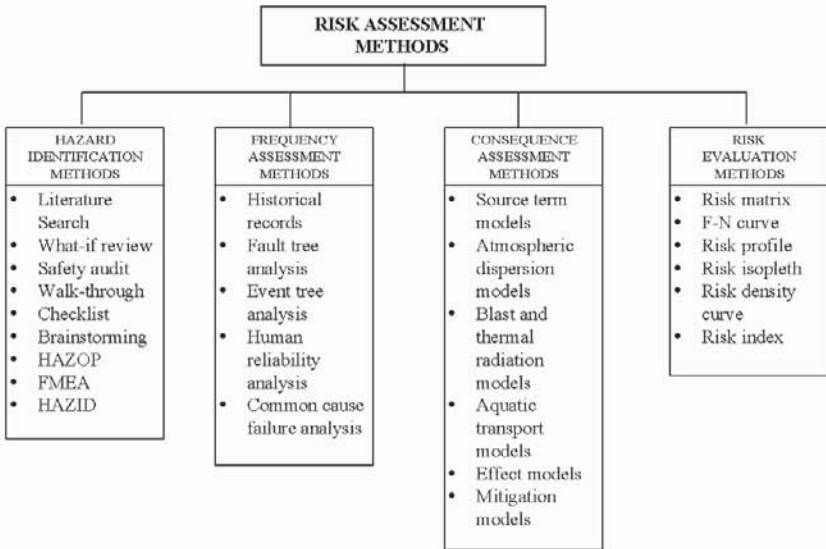 RISK ASSESSMENT
METHODS
HAZARD
IDENTIFICATION
METHODS
• Literature
Search
• What-if review
• Safety audit
• Walk-through
• Checklist
• Brainstorming
• HAZOP
• FMEA
• HAZID
FREQUENCY
ASSESSMENT
METHODS
• Historical
records
• Fault tree
analysis
• Event tree
analysis
• Human
reliability
analysis
• Common cause
failure analysis
CONSEQUENCE
ASSESSMENT
METHODS
• Source term
models
• Atmospheric
dispersion
models
• Blast and
thermal
radiation
models
• Aquatic
transport
models
• Effect models
• Mitigation
models
RISK
EVALUATION
METHODS
• Risk matrix
• F-N curve
• Risk profile
• Risk isopleth
• Risk density
curve
• Risk index